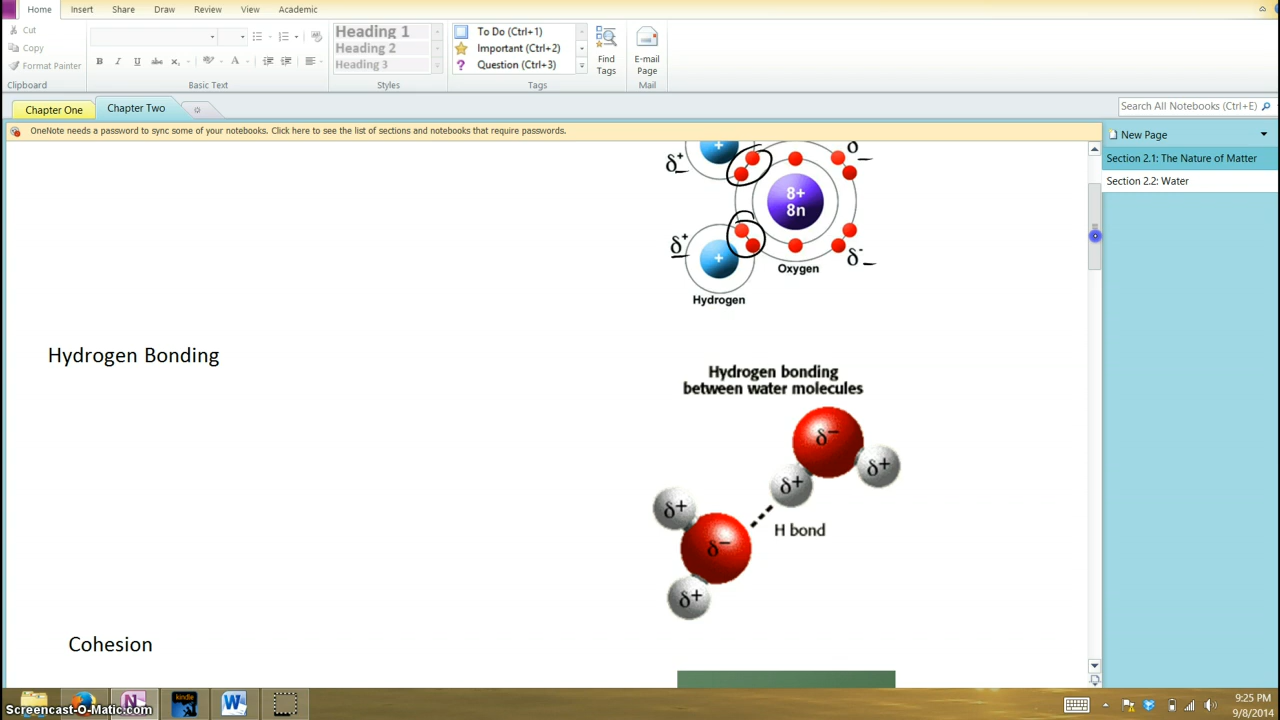 Home Insert Share Draw Review View Academic
Cut
Copy
Format Painter
Clipboard
B I U abc x₂ A
Basic Text
Heading 1
Heading 2
Heading 3
Styles
To Do (Ctrl+1)
Important (Ctrl+2)
? Question (Ctrl+3)
Tags
Find
Tags
E-mail
Page
Mail
Chapter One Chapter Two
Search All Notebooks (Ctrl+E)
OneNote needs a password to sync some of your notebooks. Click here to see the list of sections and notebooks that require passwords.
New Page
Section 2.1: The Nature of Matter
Section 2.2: Water
+
δ+
8+
8n
δ+
+
δ-
Oxygen
Hydrogen
Hydrogen Bonding
Hydrogen bonding
between water molecules
δ−
δ+ δ+
δ+
H bond
δ−
δ+
Cohesion
kindle
W
Screencast-O-Matic.com
9:25 PM
9/8/2014